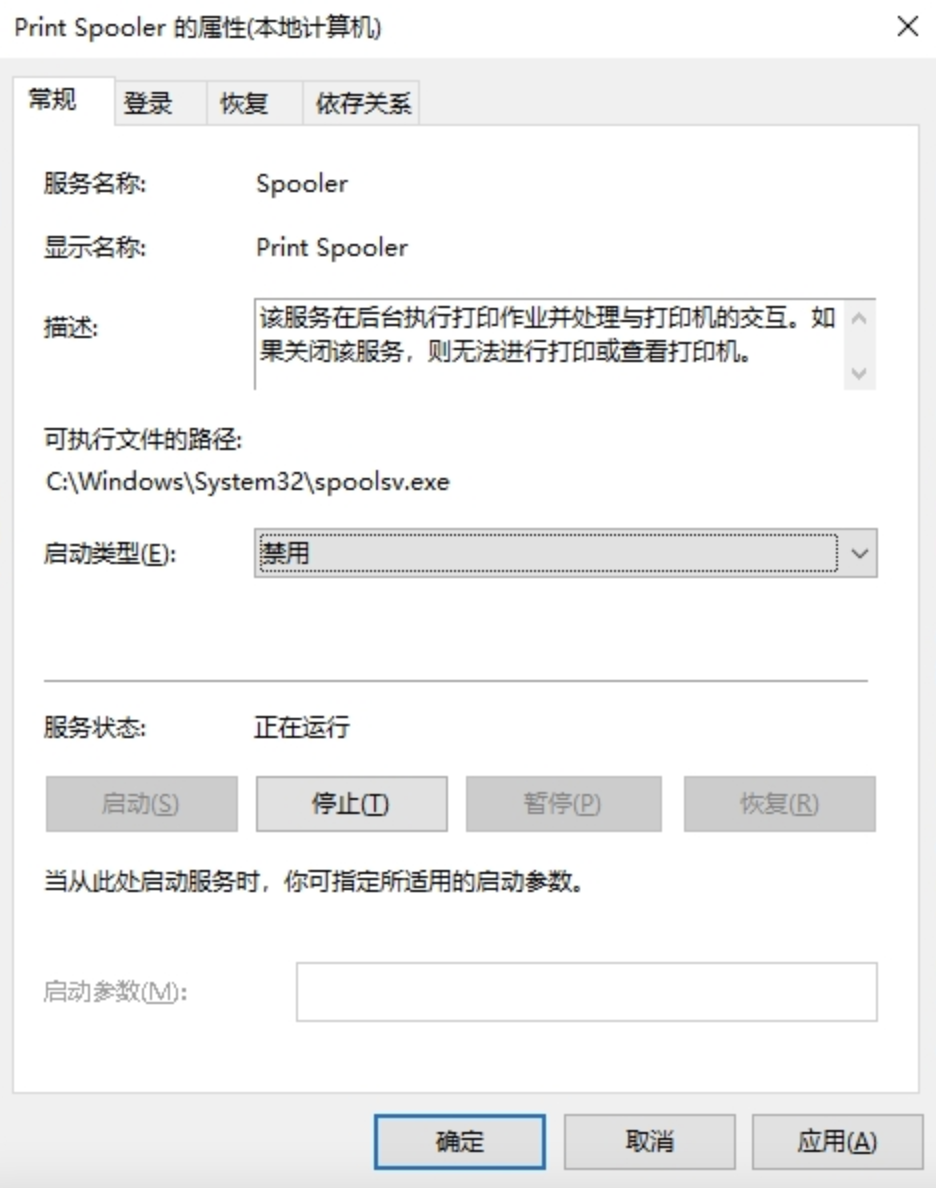 Print Spooler 的属性(本地计算机)
常规 登录 恢复 依存关系
服务名称: Spooler
显示名称: Print Spooler
描述: 该服务在后台执行打印作业并处理与打印机的交互。如
果关闭该服务，则无法进行打印或查看打印机。
可执行文件的路径:
C:\Windows\System32\spoolsv.exe
启动类型(E): 禁用
服务状态: 正在运行
启动(S) 停止(T) 暂停(P) 恢复(R)
当从此处启动服务时，你可指定所适用的启动参数。
启动参数(M):
确定 取消 应用(A)